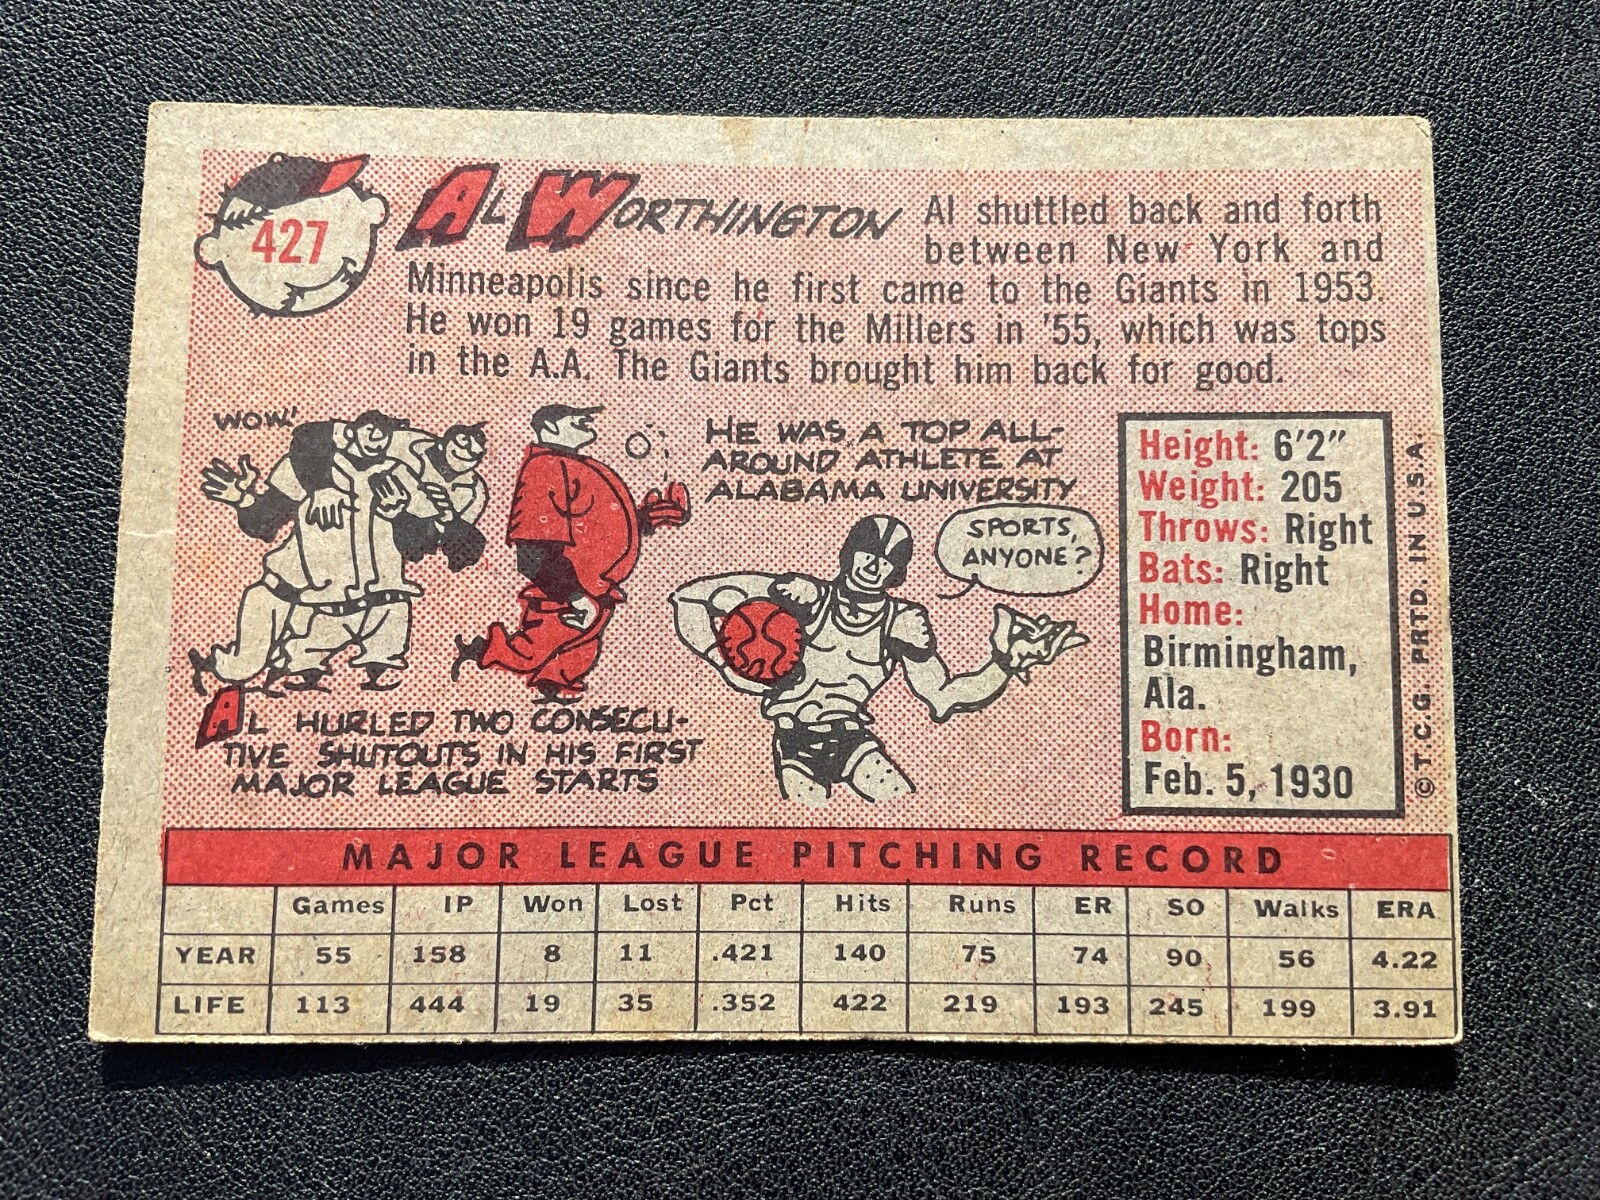 427
AL WORTHINGTON
Al shuttled back and forth
between New York and
Minneapolis since he first came to the Giants in 1953.
He won 19 games for the Millers in '55, which was tops
in the A.A. The Giants brought him back for good.
WOW!
AL HURLED TWO CONSECU-
TIVE SHUTOUTS IN HIS FIRST
MAJOR LEAGUE STARTS
HE WAS A TOP ALL-
AROUND ATHLETE AT
ALABAMA UNIVERSITY
SPORTS,
ANYONE?
Height: 6'2"
Weight: 205
Throws: Right
Bats: Right
Home:
Birmingham,
Ala.
Born:
Feb. 5, 1930
© T.C.G. PRTD. IN U.S.A
MAJOR LEAGUE PITCHING RECORD
Games IP Won Lost Pct Hits Runs ER SO Walks ERA
YEAR 55 158 8 11 .421 140 75 74 90 56 4.22
LIFE 113 444 19 35 .352 422 219 193 245 199 3.91